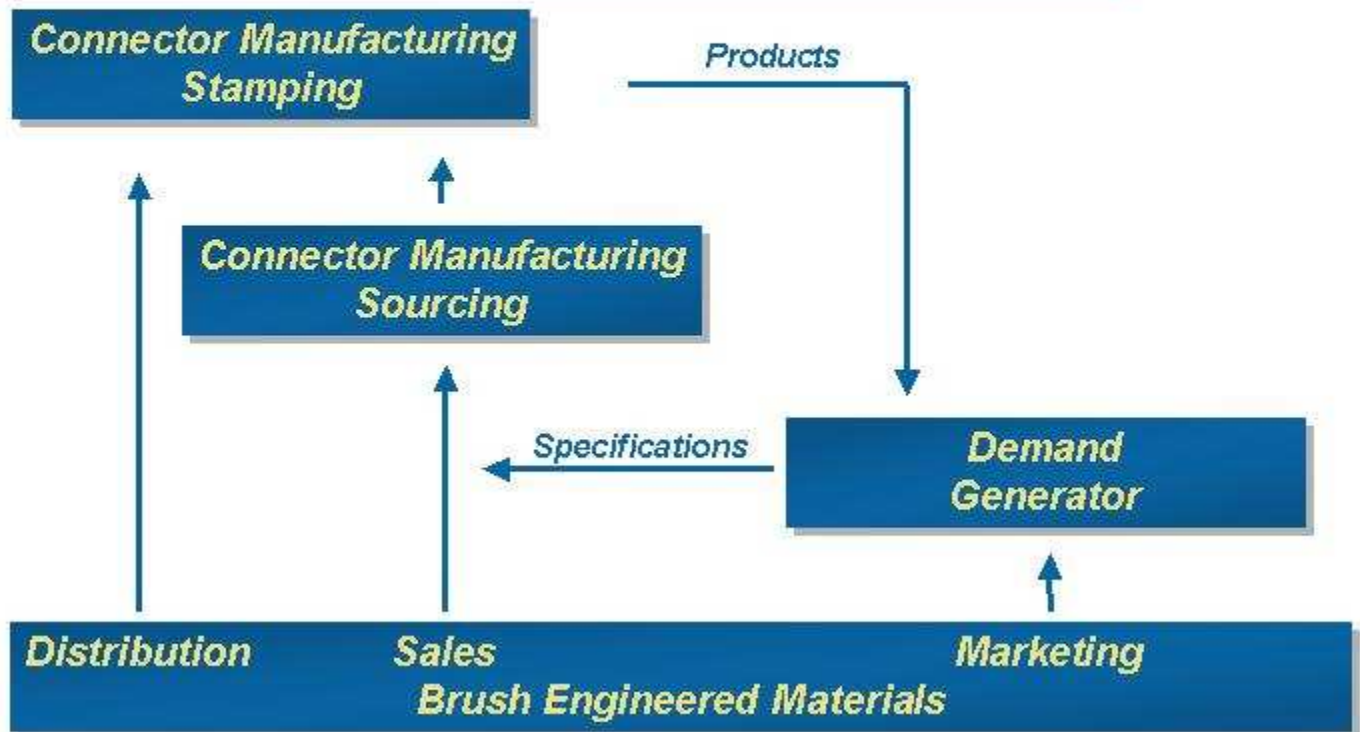 Connector Manufacturing
Stamping
Products
Connector Manufacturing
Sourcing
Specifications
Demand
Generator
Distribution Sales Marketing
Brush Engineered Materials